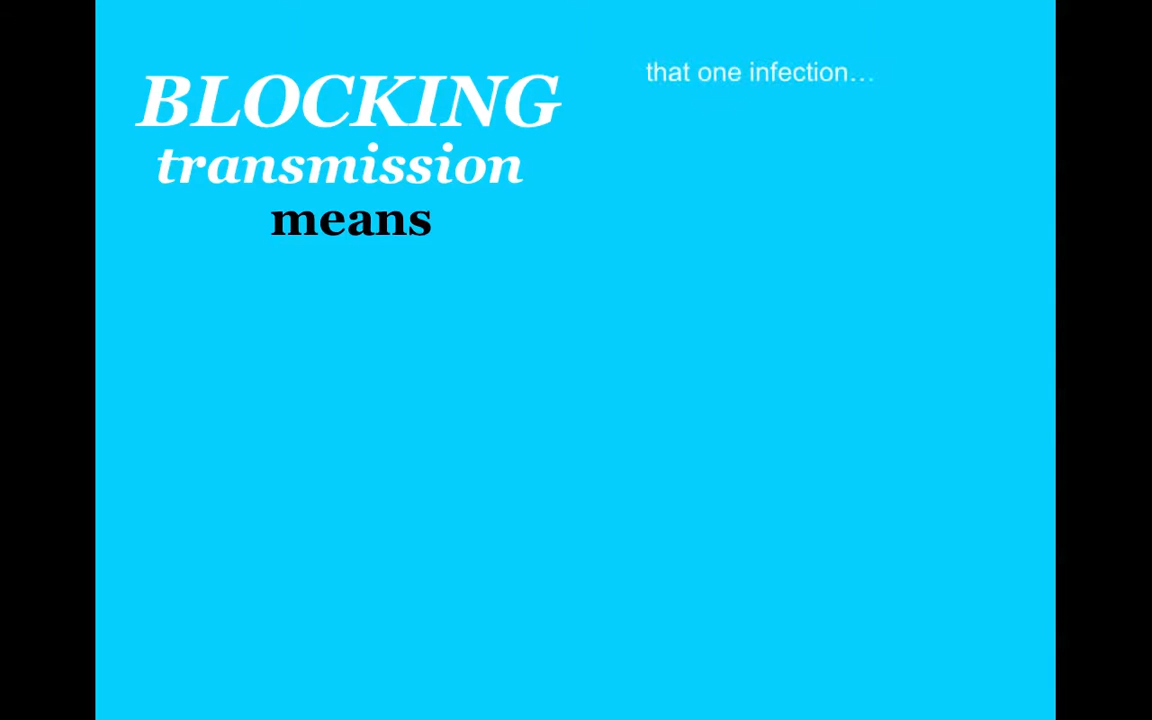 BLOCKING
transmission
means
that one infection…